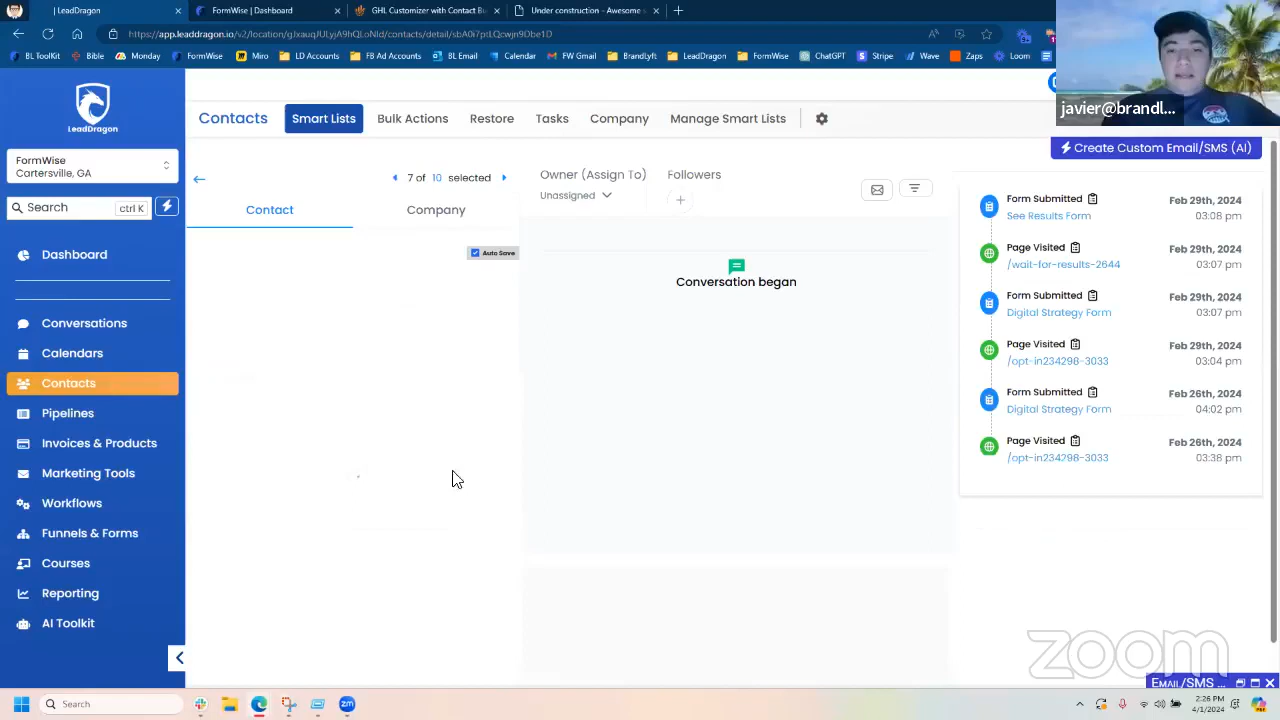 LeadDragon
FormWise | Dashboard
GHL Customizer with Contact Bu
Under construction - Awesome
https://app.leaddragon.io/v2/location/gJxauqJULyjA9hQLoNId/contacts/detail/sbA0i7ptLQcwjn9Dbe1D
BL ToolKit
Bible
Monday
FormWise
Miro
LD Accounts
FB Ad Accounts
BL Email
Calendar
FW Gmail
BrandLyft
LeadDragon
FormWise
ChatGPT
Stripe
Wave
Zaps
Loom
javier@brandl...
LeadDragon
FormWise
Cartersville, GA
Search
ctrl K
Dashboard
Conversations
Calendars
Contacts
Pipelines
Invoices & Products
Marketing Tools
Workflows
Funnels & Forms
Courses
Reporting
AI Toolkit
Contacts
Smart Lists
Bulk Actions
Restore
Tasks
Company
Manage Smart Lists
Create Custom Email/SMS (AI)
7 of 10 selected
Contact
Company
Auto Save
Owner (Assign To)
Unassigned
Followers
Conversation began
Form Submitted
Feb 29th, 2024
See Results Form
03:08 pm
Page Visited
Feb 29th, 2024
/wait-for-results-2644
03:07 pm
Form Submitted
Feb 29th, 2024
Digital Strategy Form
03:07 pm
Page Visited
Feb 29th, 2024
/opt-in234298-3033
03:04 pm
Form Submitted
Feb 26th, 2024
Digital Strategy Form
04:02 pm
Page Visited
Feb 26th, 2024
/opt-in234298-3033
03:38 pm
zoom
Email/SMS ...
Search
2:26 PM
4/1/2024